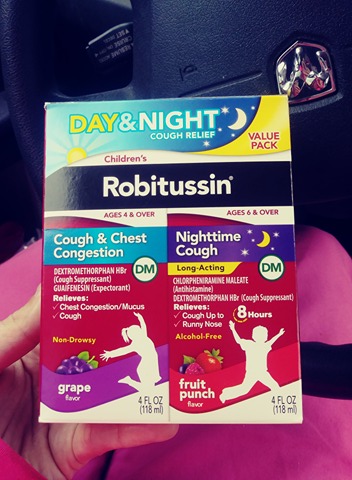 DAY&NIGHT
COUGH RELIEF
VALUE
PACK
Children's
Robitussin®
AGES 4 & OVER
Cough & Chest
Congestion
DM
DEXTROMETHORPHAN HBr
(Cough Suppressant)
GUAIFENESIN (Expectorant)
Relieves:
✓ Chest Congestion/Mucus
✓ Cough
Non-Drowsy
grape
flavor
4 FL OZ
(118 ml)
AGES 6 & OVER
Nighttime
Cough
Long-Acting
DM
CHLORPHENIRAMINE MALEATE
(Antihistamine)
DEXTROMETHORPHAN HBr (Cough Suppressant)
Relieves:
✓ Cough Up to 8 Hours
✓ Runny Nose
Alcohol-Free
fruit
punch
flavor
4 FL OZ
(118 ml)